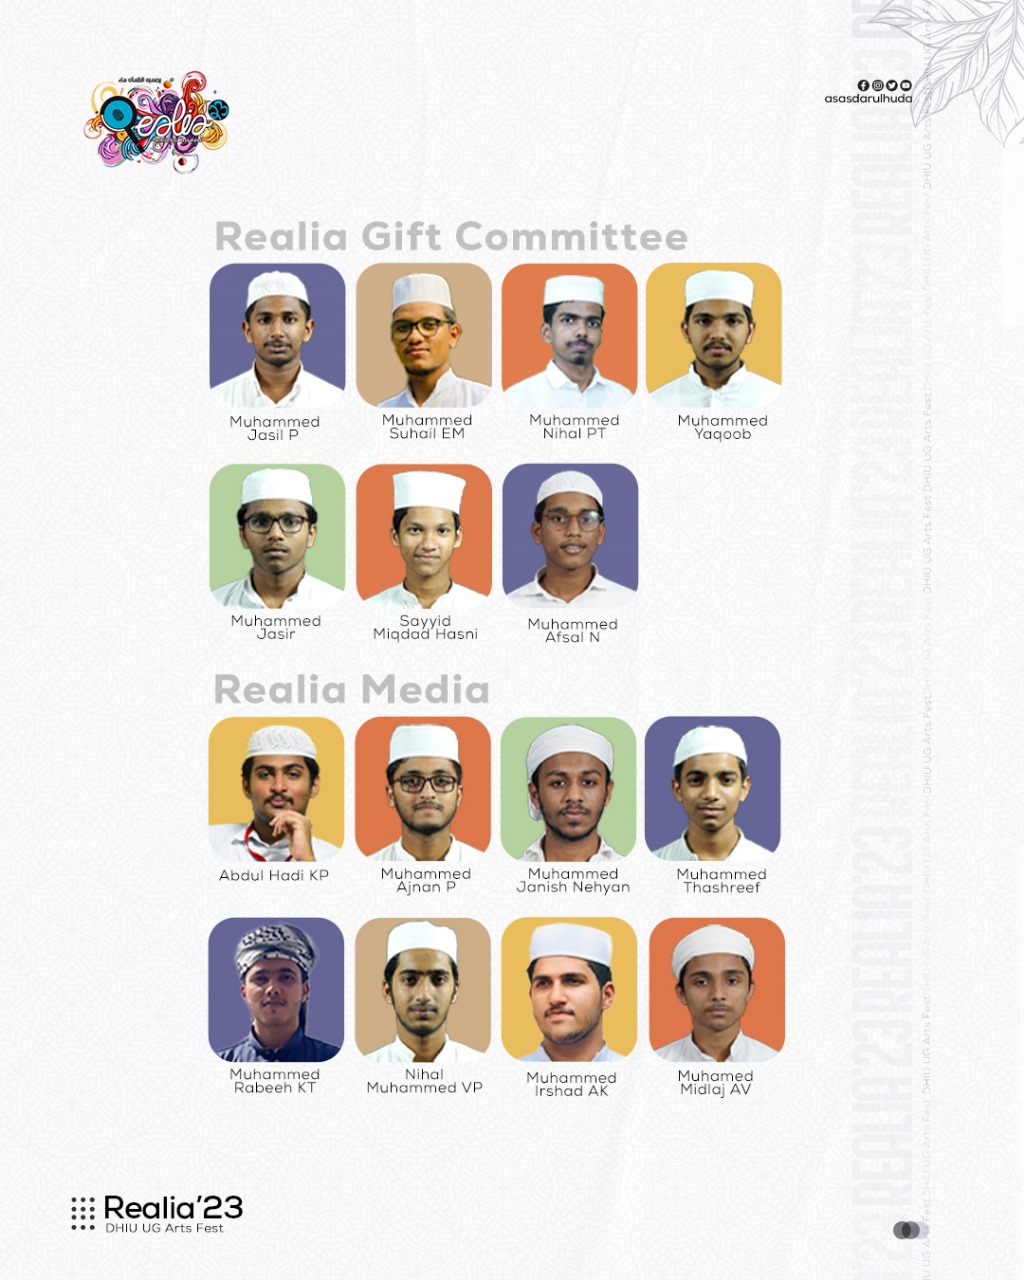 Realia
23
asasdarulhuda
Realia Gift Committee
Muhammed
Jasil P
Muhammed
Suhail EM
Muhammed
Nihal PT
Muhammed
Yaqoob
Muhammed
Jasir
Sayyid
Miqdad Hasni
Muhammed
Afsal N
Realia Media
Abdul Hadi KP
Muhammed
Ajnan P
Muhammed
Janish Nehyan
Muhammed
Thashreef
Muhammed
Rabeeh KT
Nihal
Muhammed VP
Muhammed
Irshad AK
Muhamed
Midlaj AV
Realia'23
DHIU UG Arts Fest
REALIA'23 REALIA'23 REALIA'23 REALIA'23 REALIA'23
DHIU UG Arts Fest DHIU UG Arts Fest DHIU UG Arts Fest DHIU UG Arts Fest